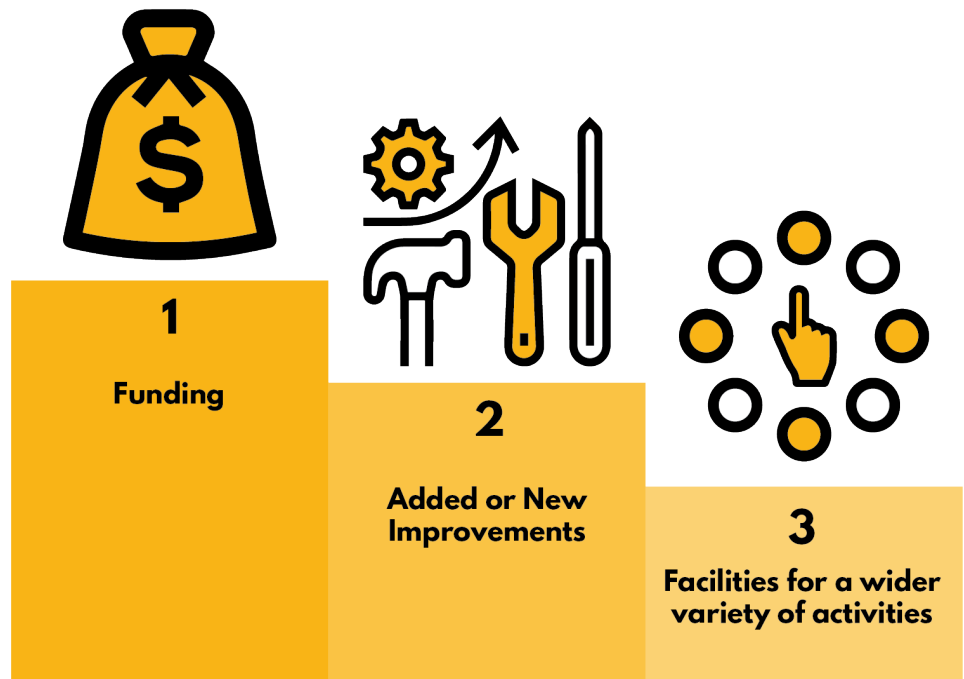 $
1
Funding
2
Added or New
Improvements
3
Facilities for a wider
variety of activities